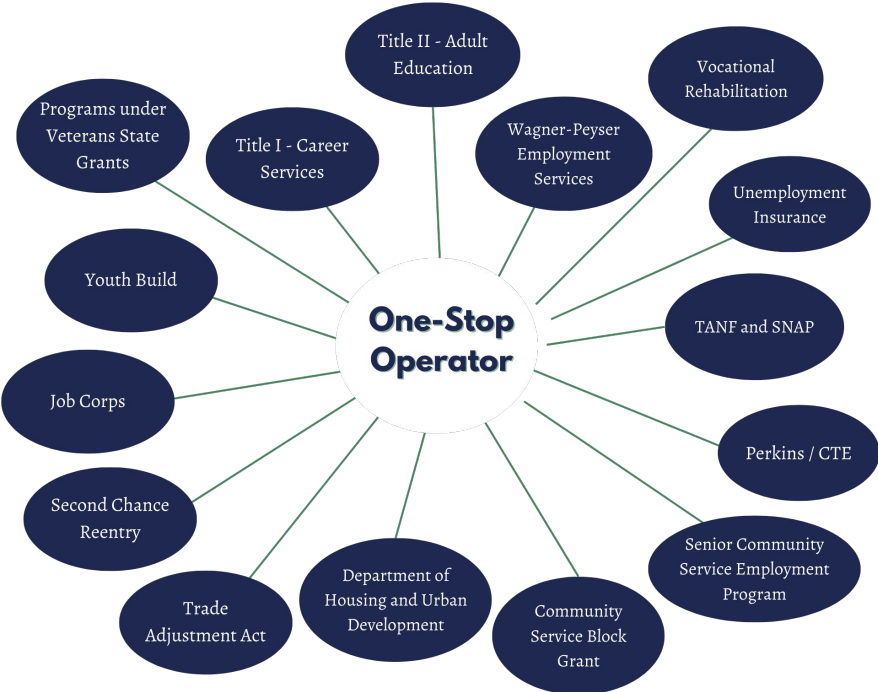 Title II - Adult
Education
Vocational
Rehabilitation
Programs under
Veterans State
Grants
Title I - Career
Services
Wagner-Peyser
Employment
Services
Unemployment
Insurance
Youth Build
One-Stop
Operator
TANF and SNAP
Job Corps
Perkins / CTE
Second Chance
Reentry
Senior Community
Service Employment
Program
Trade
Adjustment Act
Department of
Housing and Urban
Development
Community
Service Block
Grant